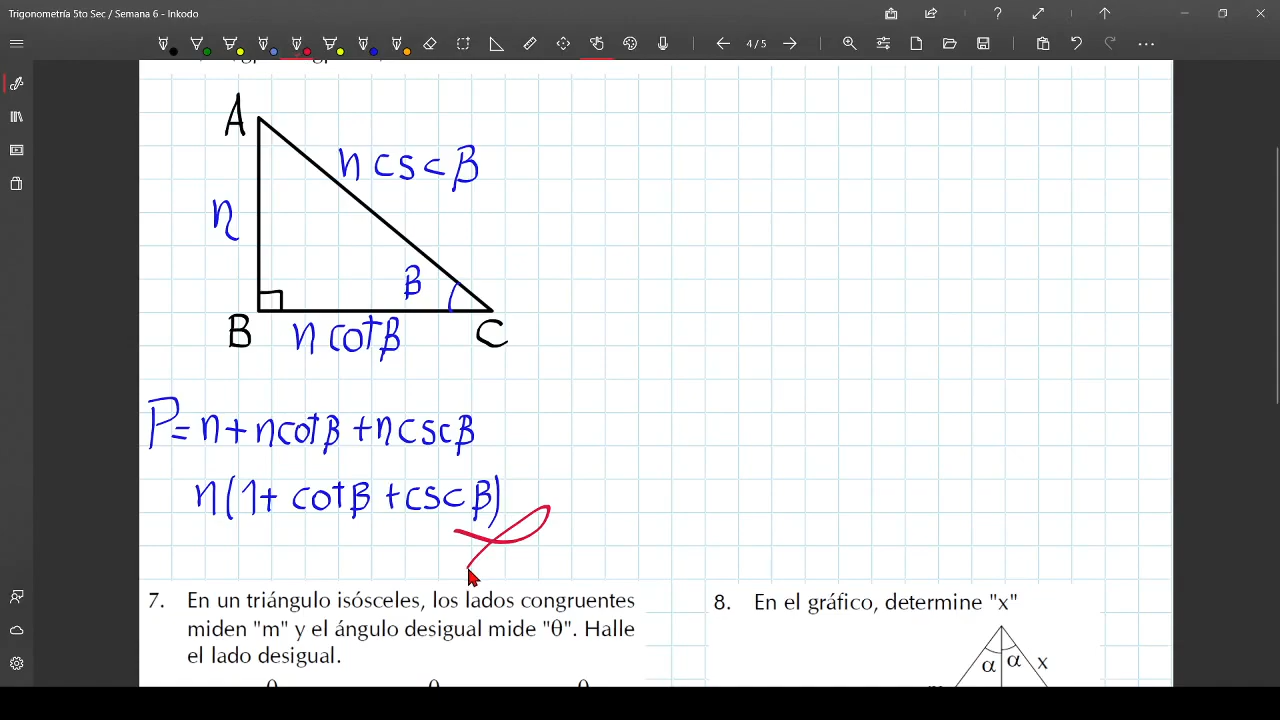 Trigonometría 5to Sec / Semana 6 - Inkodo
4/5
A
n csc β
n
β
B
n cot β
C
P = n + n cot β + n csc β
n (1 + cot β + csc β)
7. En un triángulo isósceles, los lados congruentes
miden "m" y el ángulo desigual mide "θ". Halle
el lado desigual.
8. En el gráfico, determine "x"
α α x